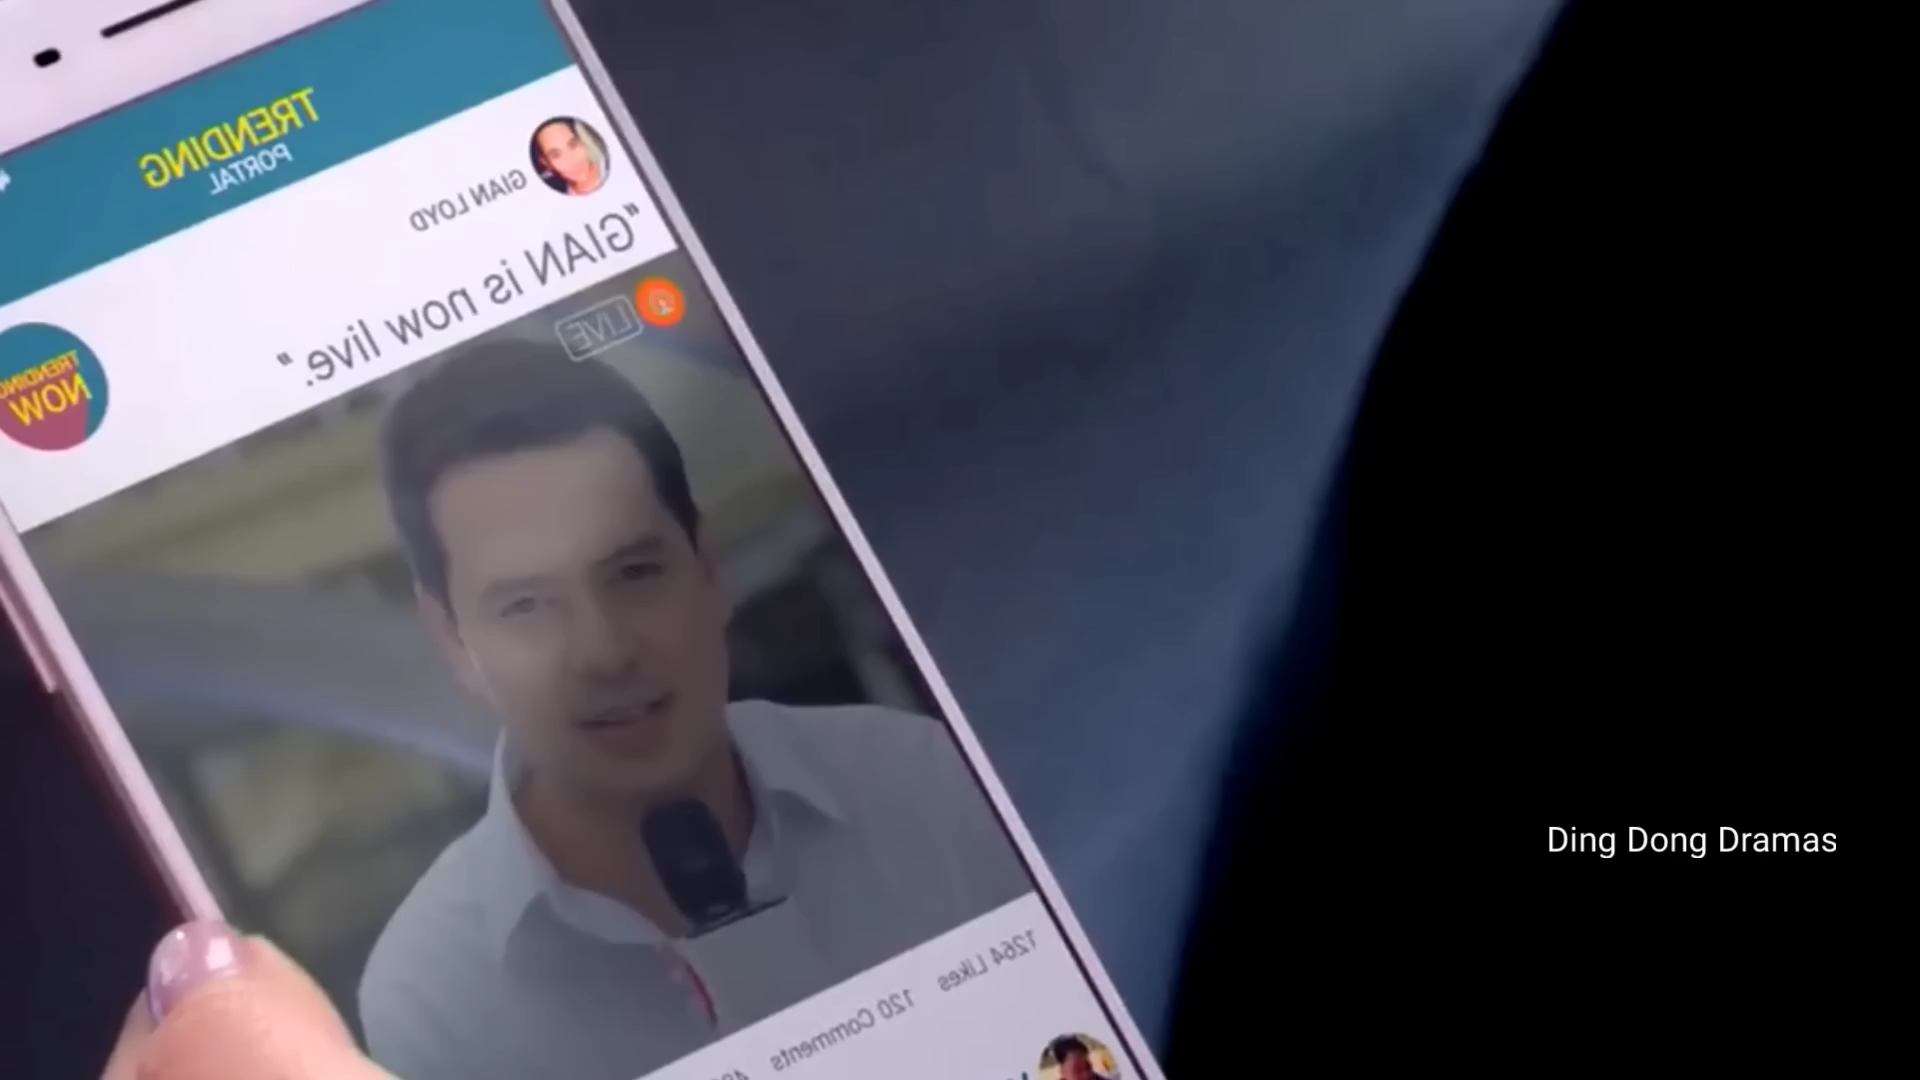 TRENDING
PORTAL
GIAN LOYD
"GIAN is now live."
LIVE
TRENDING
NOW
1264 Likes
120 Comments
Ding Dong Dramas